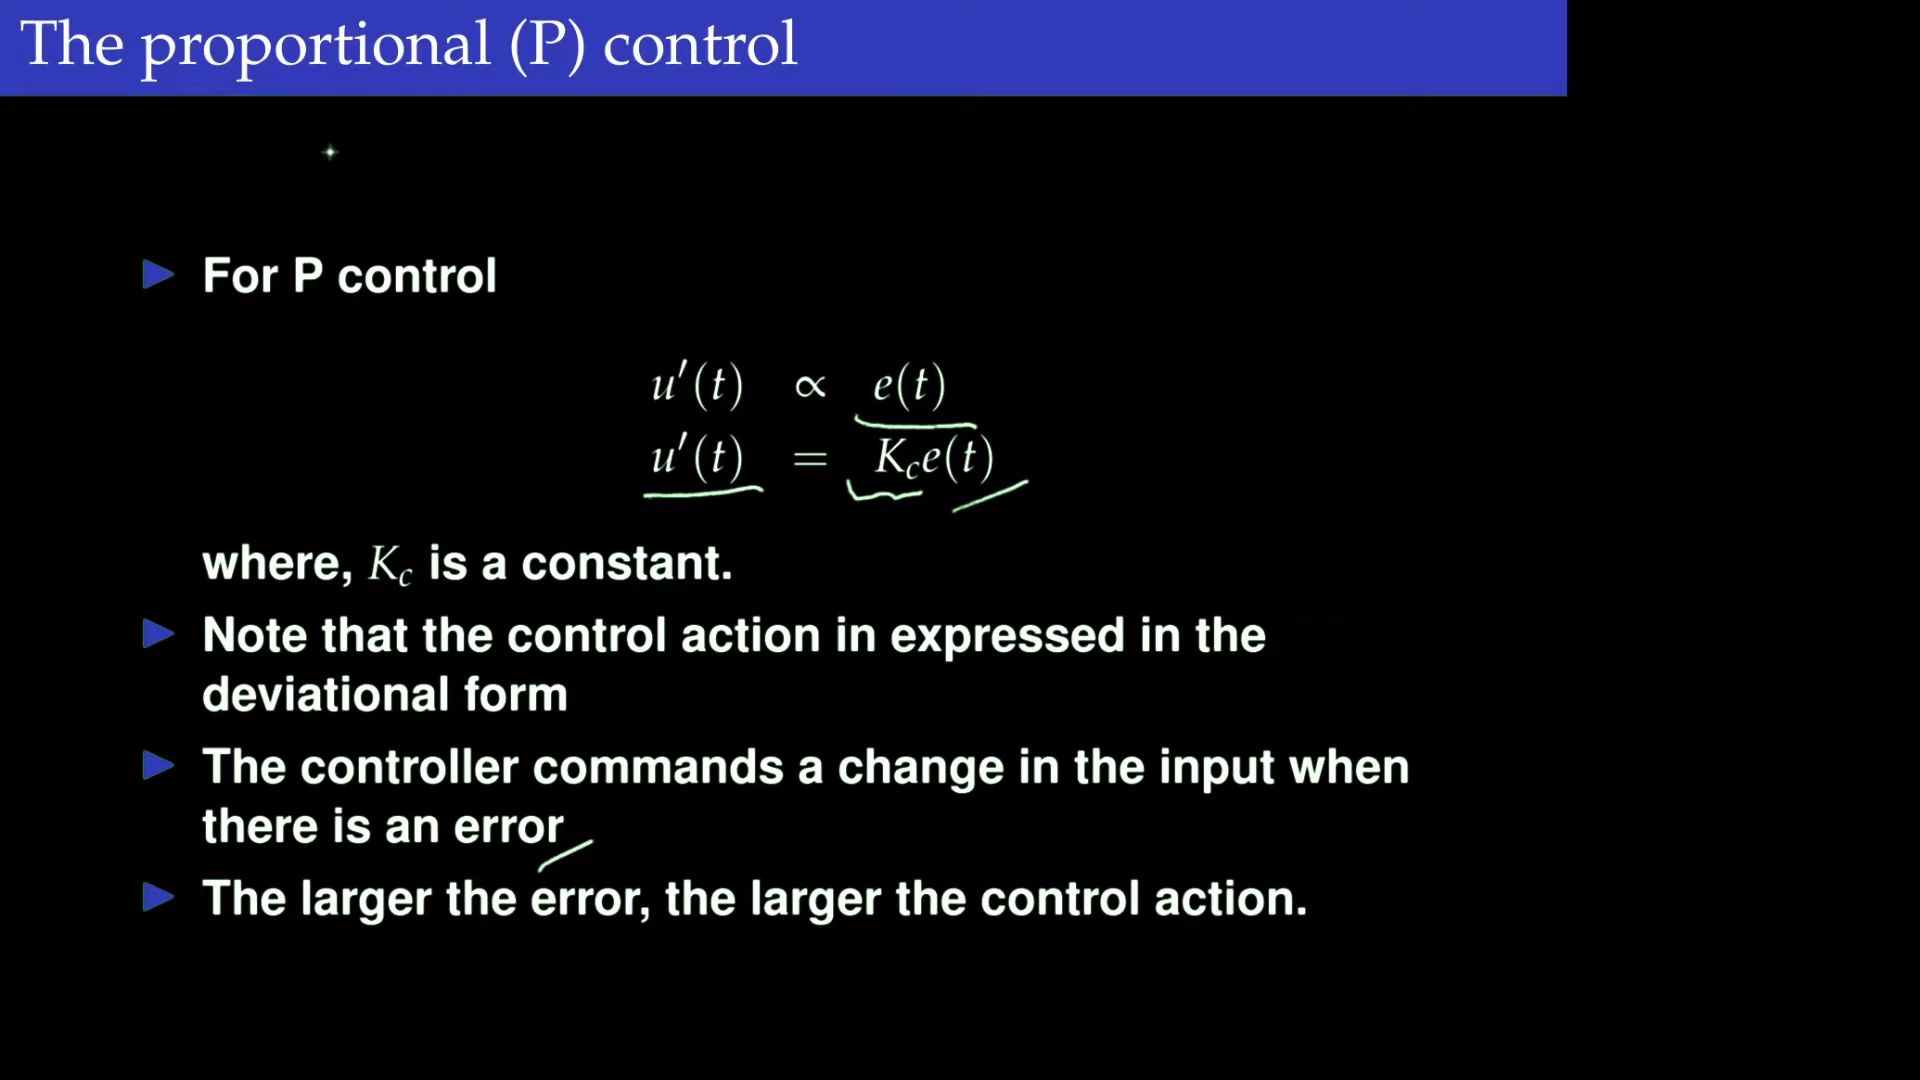 The proportional (P) control
For P control
u′(t) ∝ e(t)
u′(t) = K_c e(t)
where, K_c is a constant.
Note that the control action in expressed in the
deviational form
The controller commands a change in the input when
there is an error
The larger the error, the larger the control action.